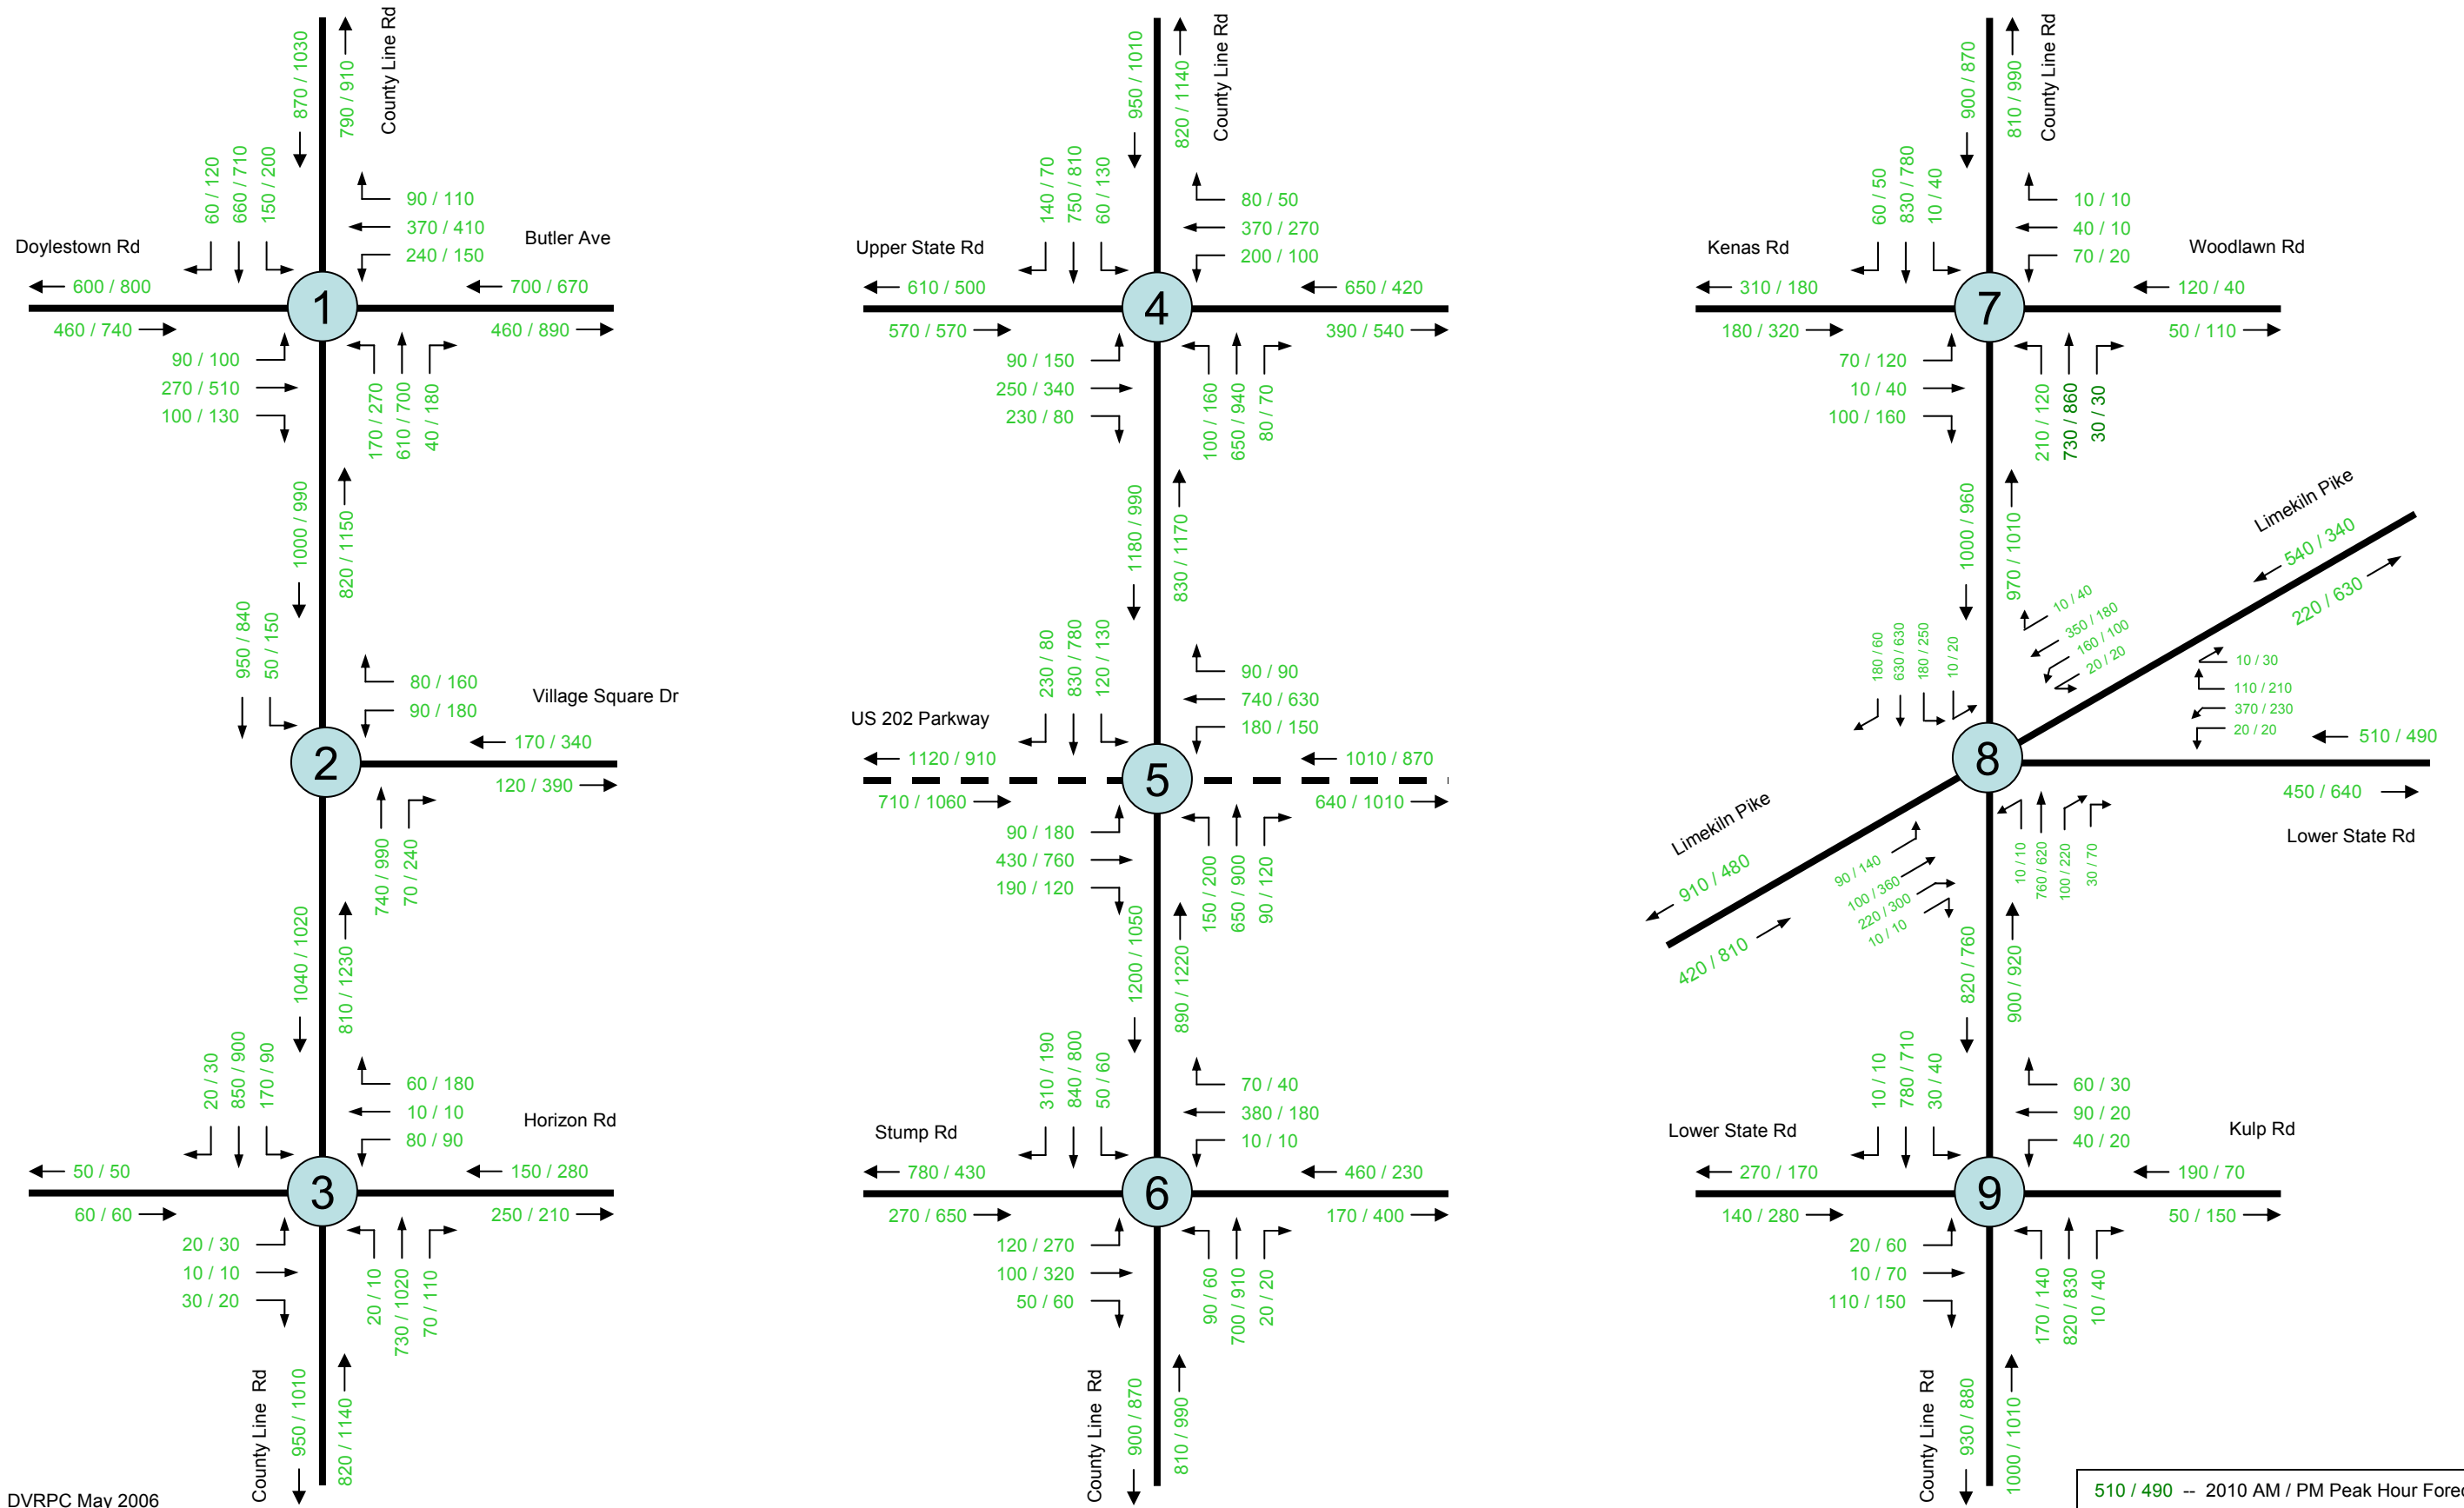 870 / 1030
790 / 910
County Line Rd
60 / 120
660 / 710
150 / 200
90 / 110
370 / 410
240 / 150
Doylestown Rd
Butler Ave
600 / 800
700 / 670
1
460 / 740
460 / 890
90 / 100
270 / 510
100 / 130
170 / 270
610 / 700
40 / 180
1000 / 990
820 / 1150
950 / 840
50 / 150
80 / 160
90 / 180
Village Square Dr
170 / 340
2
120 / 390
740 / 990
70 / 240
1040 / 1020
810 / 1230
20 / 30
850 / 900
170 / 90
60 / 180
10 / 10
80 / 90
Horizon Rd
50 / 50
150 / 280
3
60 / 60
250 / 210
20 / 30
10 / 10
30 / 20
20 / 10
730 / 1020
70 / 110
County Line Rd
950 / 1010
820 / 1140
DVRPC May 2006
950 / 1010
820 / 1140
County Line Rd
140 / 70
750 / 810
60 / 130
80 / 50
370 / 270
200 / 100
Upper State Rd
610 / 500
650 / 420
4
570 / 570
390 / 540
90 / 150
250 / 340
230 / 80
100 / 160
650 / 940
80 / 70
1180 / 990
830 / 1170
230 / 80
830 / 780
120 / 130
90 / 90
740 / 630
180 / 150
US 202 Parkway
1120 / 910
1010 / 870
5
710 / 1060
640 / 1010
90 / 180
430 / 760
190 / 120
150 / 200
650 / 900
90 / 120
1200 / 1050
890 / 1220
310 / 190
840 / 800
50 / 60
70 / 40
380 / 180
10 / 10
Stump Rd
780 / 430
460 / 230
6
270 / 650
170 / 400
120 / 270
100 / 320
50 / 60
90 / 60
700 / 910
20 / 20
County Line Rd
900 / 870
810 / 990
900 / 870
810 / 990
County Line Rd
60 / 50
830 / 780
10 / 40
10 / 10
40 / 10
70 / 20
Kenas Rd
Woodlawn Rd
310 / 180
120 / 40
7
180 / 320
50 / 110
70 / 120
10 / 40
100 / 160
210 / 120
730 / 860
30 / 30
1000 / 960
970 / 1010
Limekiln Pike
540 / 340
220 / 630
180 / 60
630 / 630
180 / 250
10 / 20
10 / 40
350 / 180
160 / 100
20 / 20
10 / 30
110 / 210
370 / 230
20 / 20
510 / 490
8
450 / 640
Lower State Rd
Limekiln Pike
910 / 480
420 / 810
90 / 140
100 / 360
220 / 300
10 / 10
10 / 10
760 / 620
100 / 220
30 / 70
820 / 760
900 / 920
10 / 10
780 / 710
30 / 40
60 / 30
90 / 20
40 / 20
Lower State Rd
Kulp Rd
270 / 170
190 / 70
9
140 / 280
50 / 150
20 / 60
10 / 70
110 / 150
170 / 140
820 / 830
10 / 40
County Line Rd
930 / 880
1000 / 1010
510 / 490 -- 2010 AM / PM Peak Hour Forec